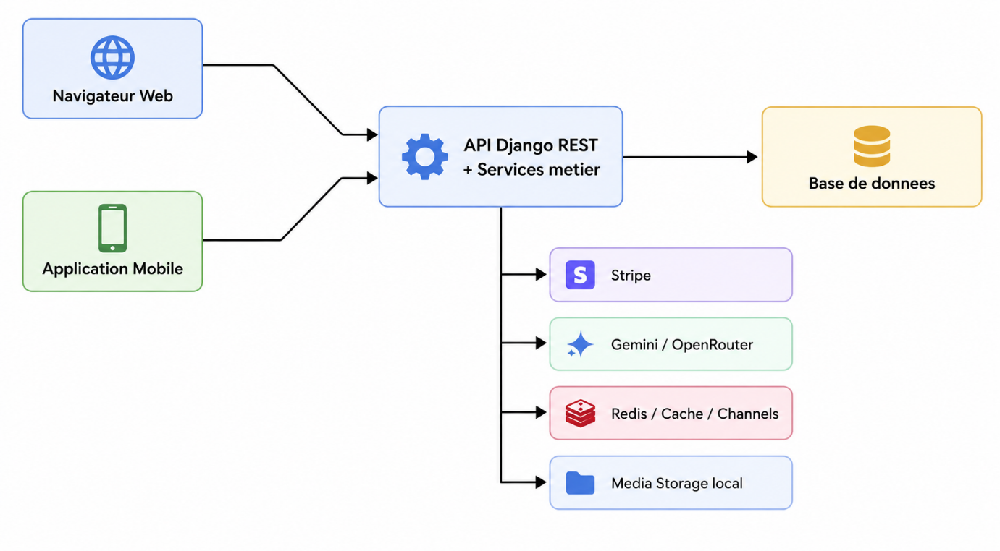 Navigateur Web
Application Mobile
API Django REST
+ Services metier
Base de donnees
S
Stripe
Gemini / OpenRouter
Redis / Cache / Channels
Media Storage local